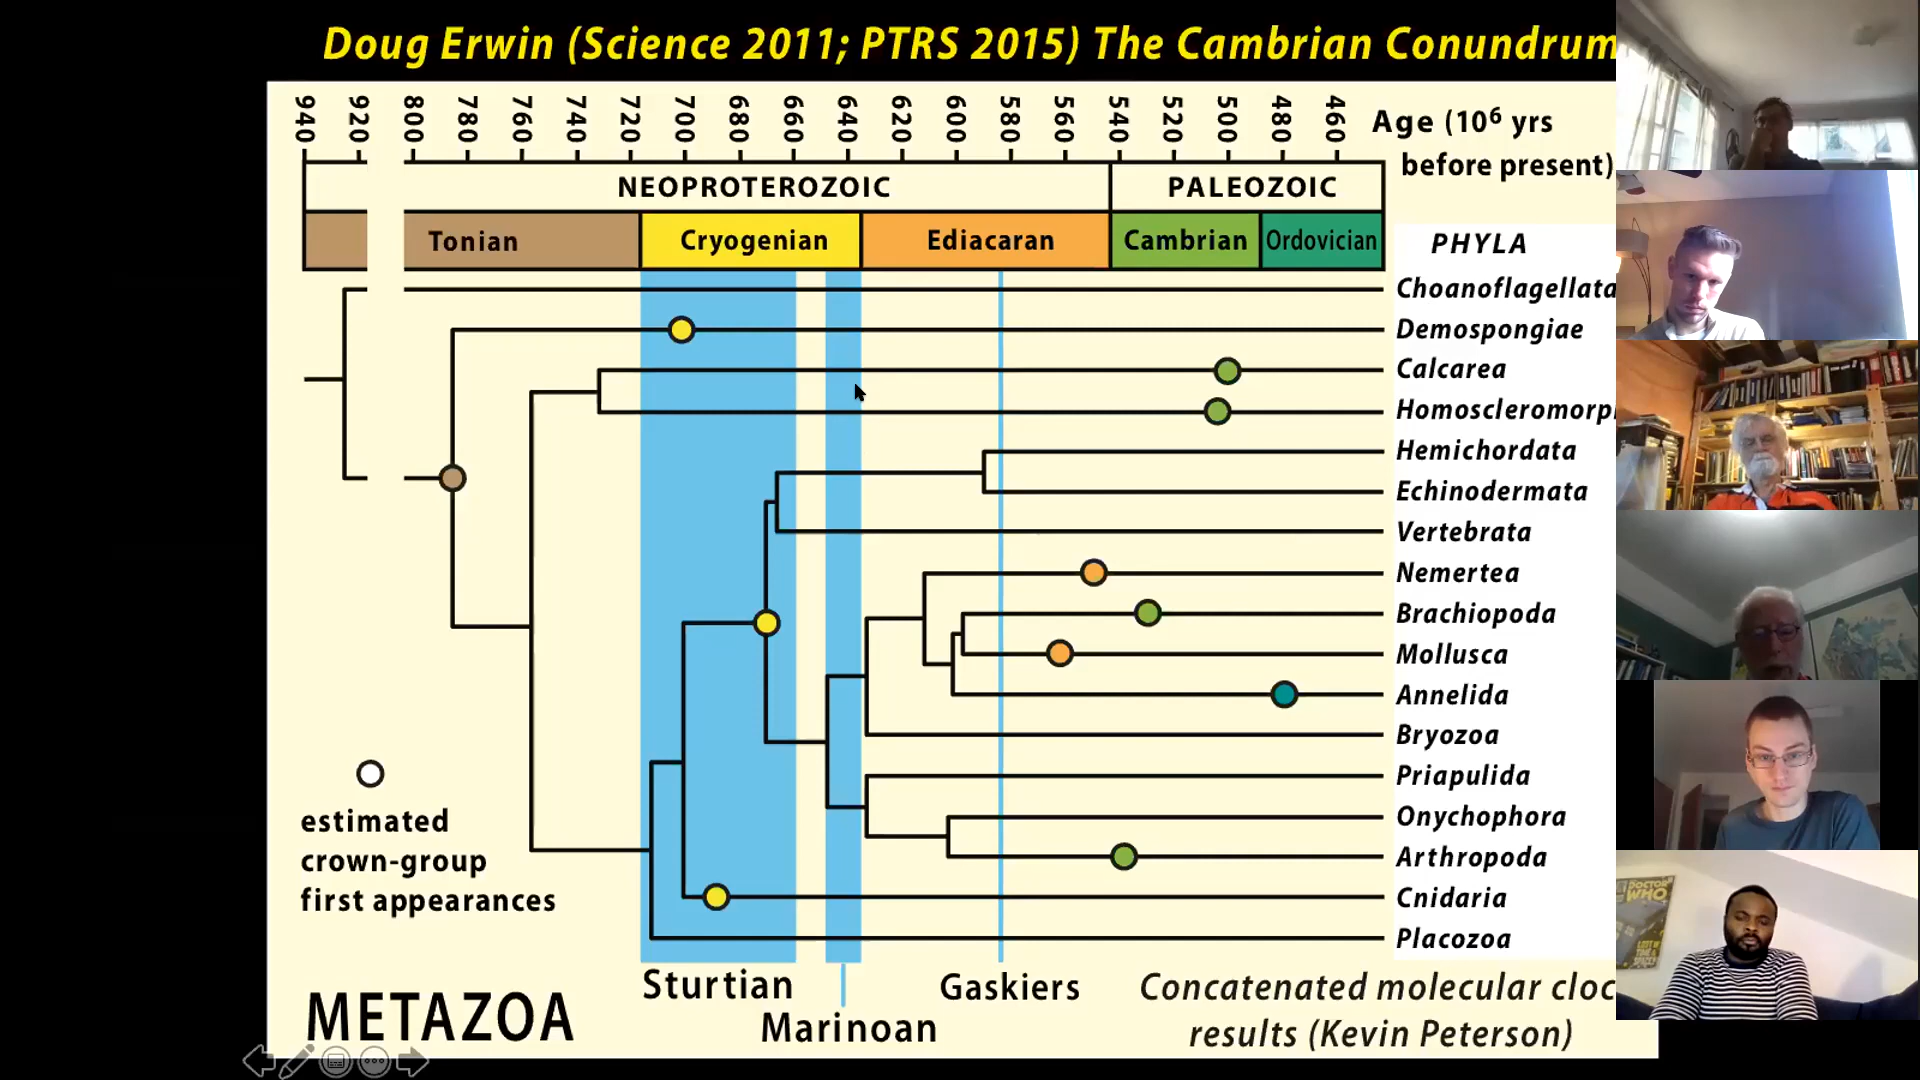 Doug Erwin (Science 2011; PTRS 2015) The Cambrian Conundrum
940 920 800 780 760 740 720 700 680 660 640 620 600 580 560 540 520 500 480 460
Age (10⁶ yrs
before present)
NEOPROTEROZOIC PALEOZOIC
Tonian Cryogenian Ediacaran Cambrian Ordovician
PHYLA
Choanoflagellata
Demospongiae
Calcarea
Homoscleromorp
Hemichordata
Echinodermata
Vertebrata
Nemertea
Brachiopoda
Mollusca
Annelida
Bryozoa
Priapulida
Onychophora
Arthropoda
Cnidaria
Placozoa
estimated
crown-group
first appearances
METAZOA
Sturtian
Marinoan
Gaskiers
Concatenated molecular cloc
results (Kevin Peterson)
DOCTOR
WHO